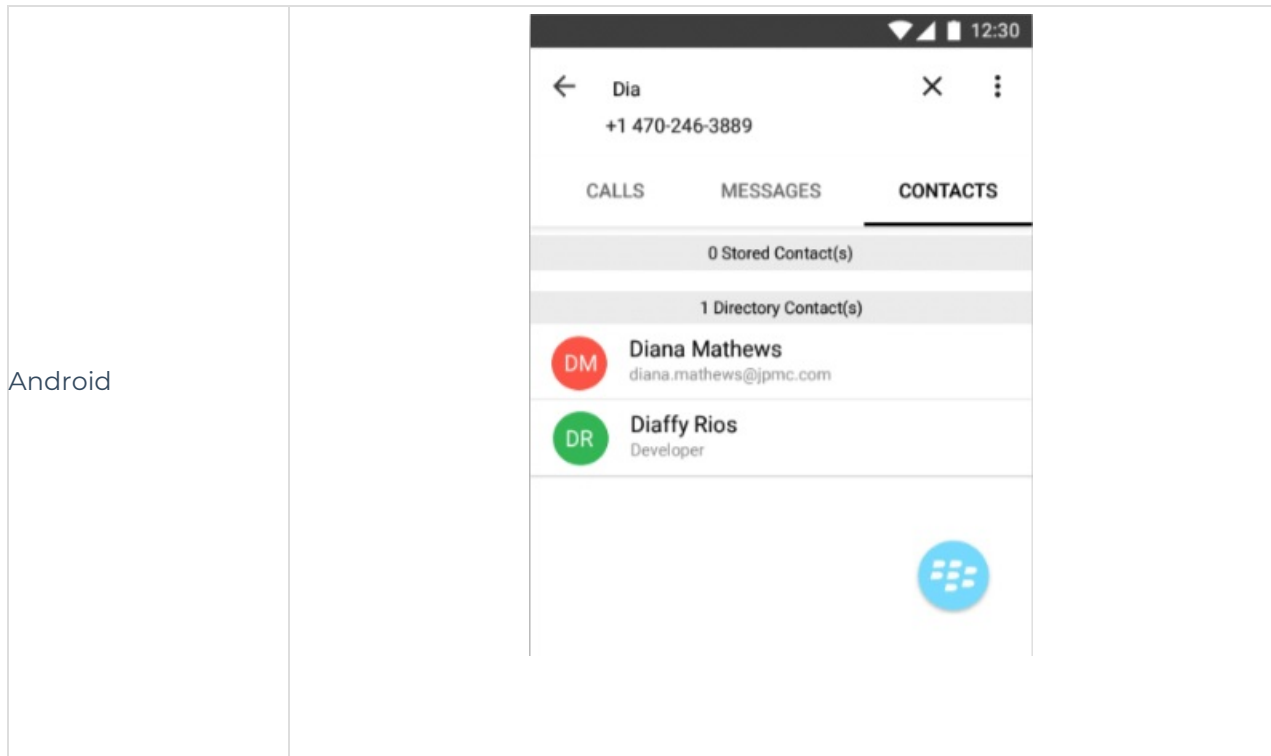 12:30
Dia
+1 470-246-3889
CALLS MESSAGES CONTACTS
0 Stored Contact(s)
1 Directory Contact(s)
DM Diana Mathews
diana.mathews@jpmc.com
Android
DR Diaffy Rios
Developer